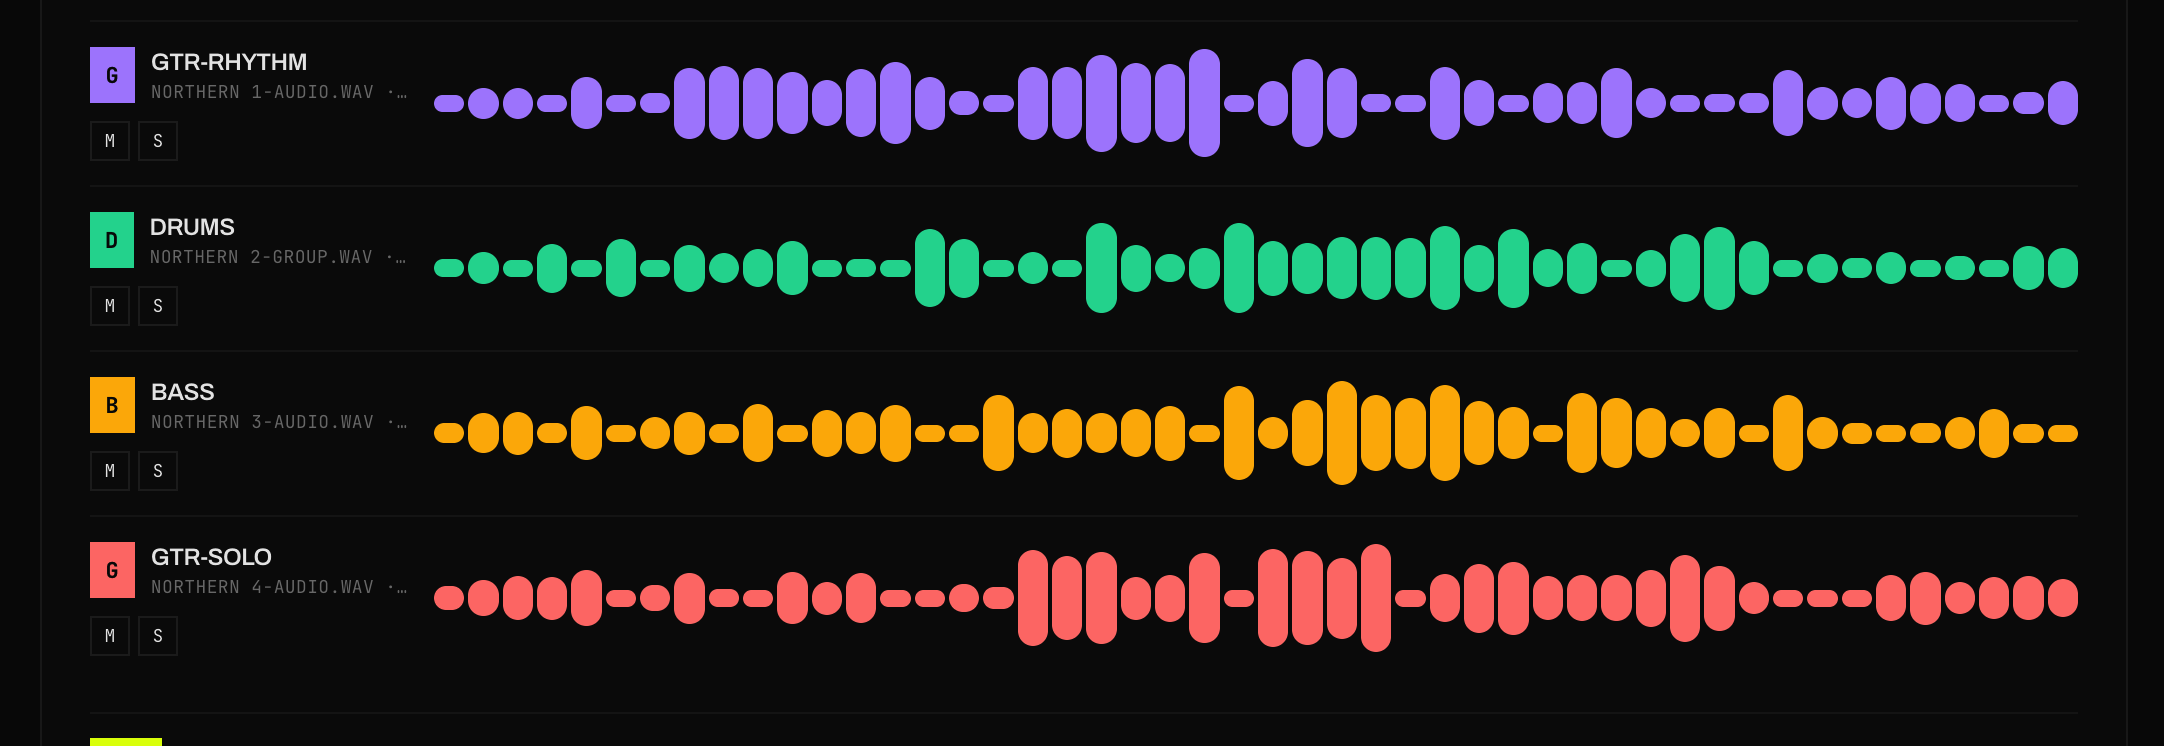 G
GTR-RHYTHM
NORTHERN 1-AUDIO.WAV ·…
M S
D
DRUMS
NORTHERN 2-GROUP.WAV ·…
M S
B
BASS
NORTHERN 3-AUDIO.WAV ·…
M S
G
GTR-SOLO
NORTHERN 4-AUDIO.WAV ·…
M S